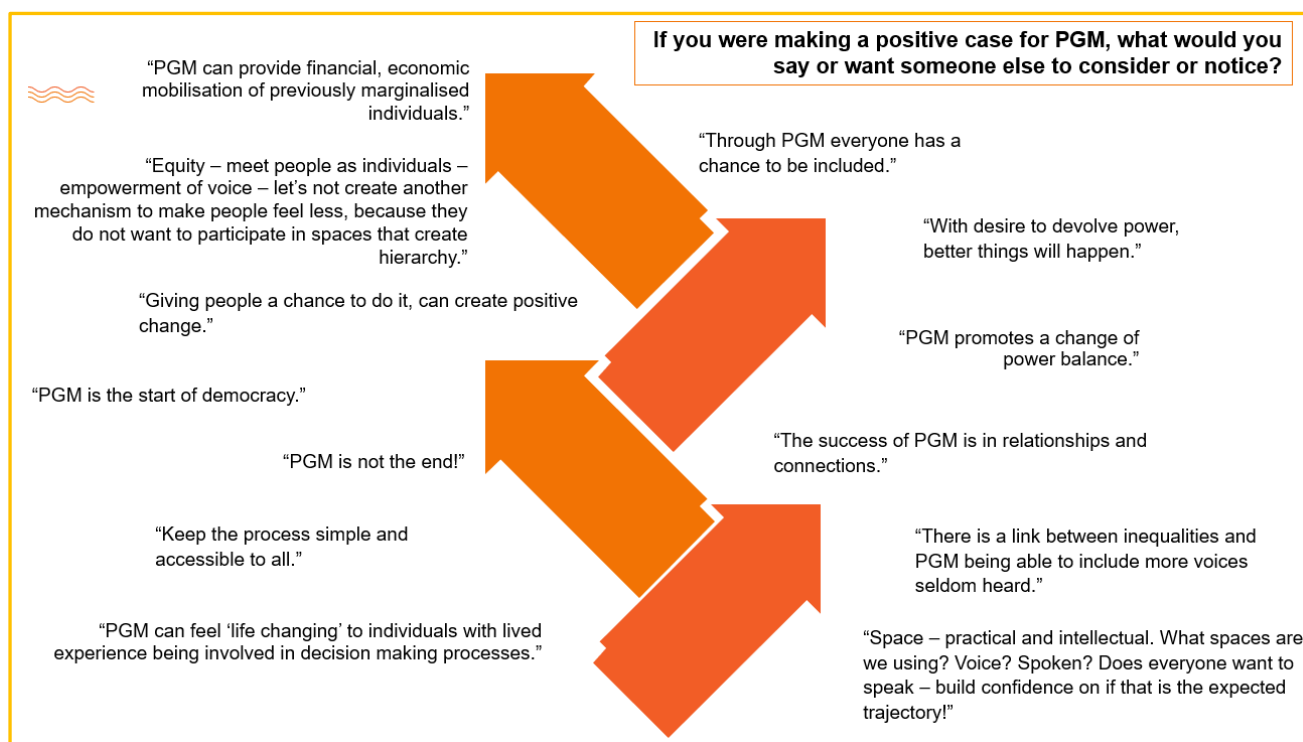 If you were making a positive case for PGM, what would you
say or want someone else to consider or notice?
“PGM can provide financial, economic
mobilisation of previously marginalised
individuals.”
“Equity – meet people as individuals –
empowerment of voice – let’s not create another
mechanism to make people feel less, because they
do not want to participate in spaces that create
hierarchy.”
“Giving people a chance to do it, can create positive
change.”
“PGM is the start of democracy.”
“PGM is not the end!”
“Keep the process simple and
accessible to all.”
“PGM can feel ‘life changing’ to individuals with lived
experience being involved in decision making processes.”
“Through PGM everyone has a
chance to be included.”
“With desire to devolve power,
better things will happen.”
“PGM promotes a change of
power balance.”
“The success of PGM is in relationships and
connections.”
“There is a link between inequalities and
PGM being able to include more voices
seldom heard.”
“Space – practical and intellectual. What spaces are
we using? Voice? Spoken? Does everyone want to
speak – build confidence on if that is the expected
trajectory!”